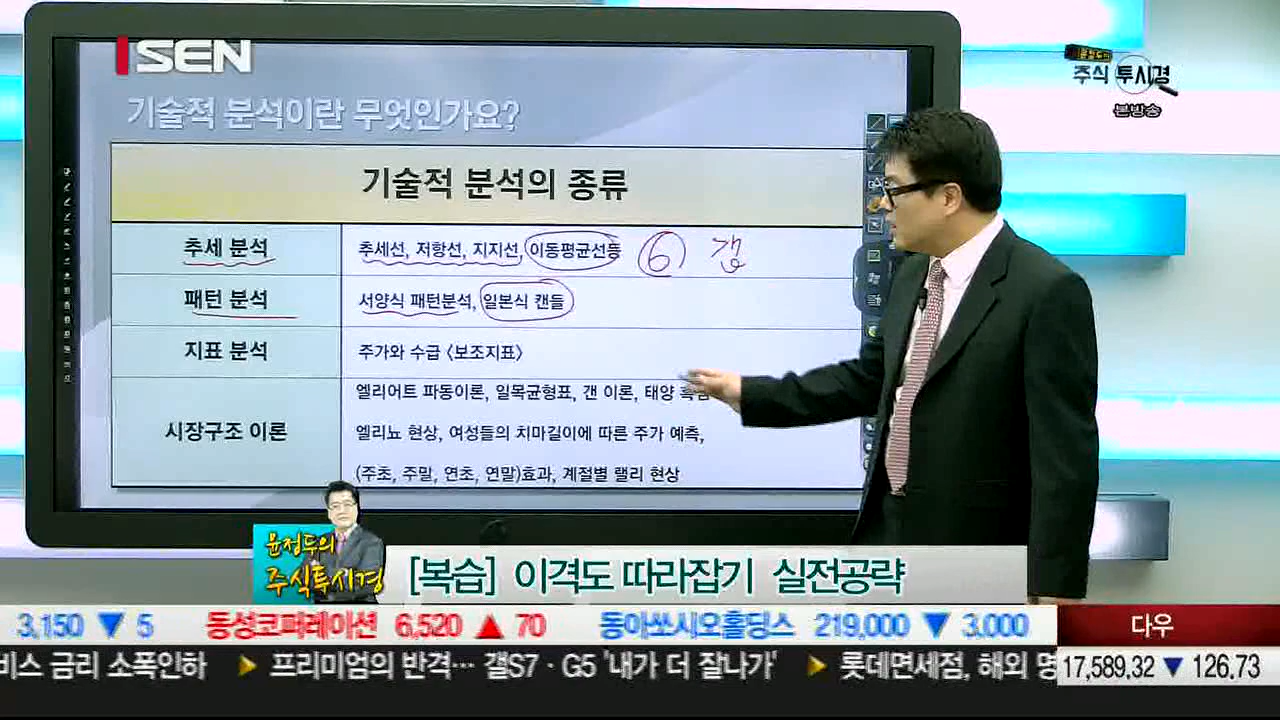 SEN
주식 투시경
본방송
기술적 분석이란 무엇인가요?
기술적 분석의 종류
추세 분석
추세선, 저항선, 지지선, 이동평균선등 ⑥ 갭
패턴 분석
서양식 패턴분석, 일본식 캔들
지표 분석
주가와 수급 <보조지표>
시장구조 이론
엘리어트 파동이론, 일목균형표, 갠 이론, 태양
엘리뇨 현상, 여성들의 치마길이에 따른 주가 예측,
(주초, 주말, 연초, 연말)효과, 계절별 랠리 현상
윤정두의
주식투시경
[복습] 이격도 따라잡기 실전공략
3,150 ▼ 5 동성코퍼레이션 6,520 ▲ 70 동아쏘시오홀딩스 219,000 ▼ 3,000
다우
비스 금리 소폭인하 ▶ 프리미엄의 반격… 갤S7·G5 '내가 더 잘나가' ▶ 롯데면세점, 해외 명
17,589.32 ▼ 126.73